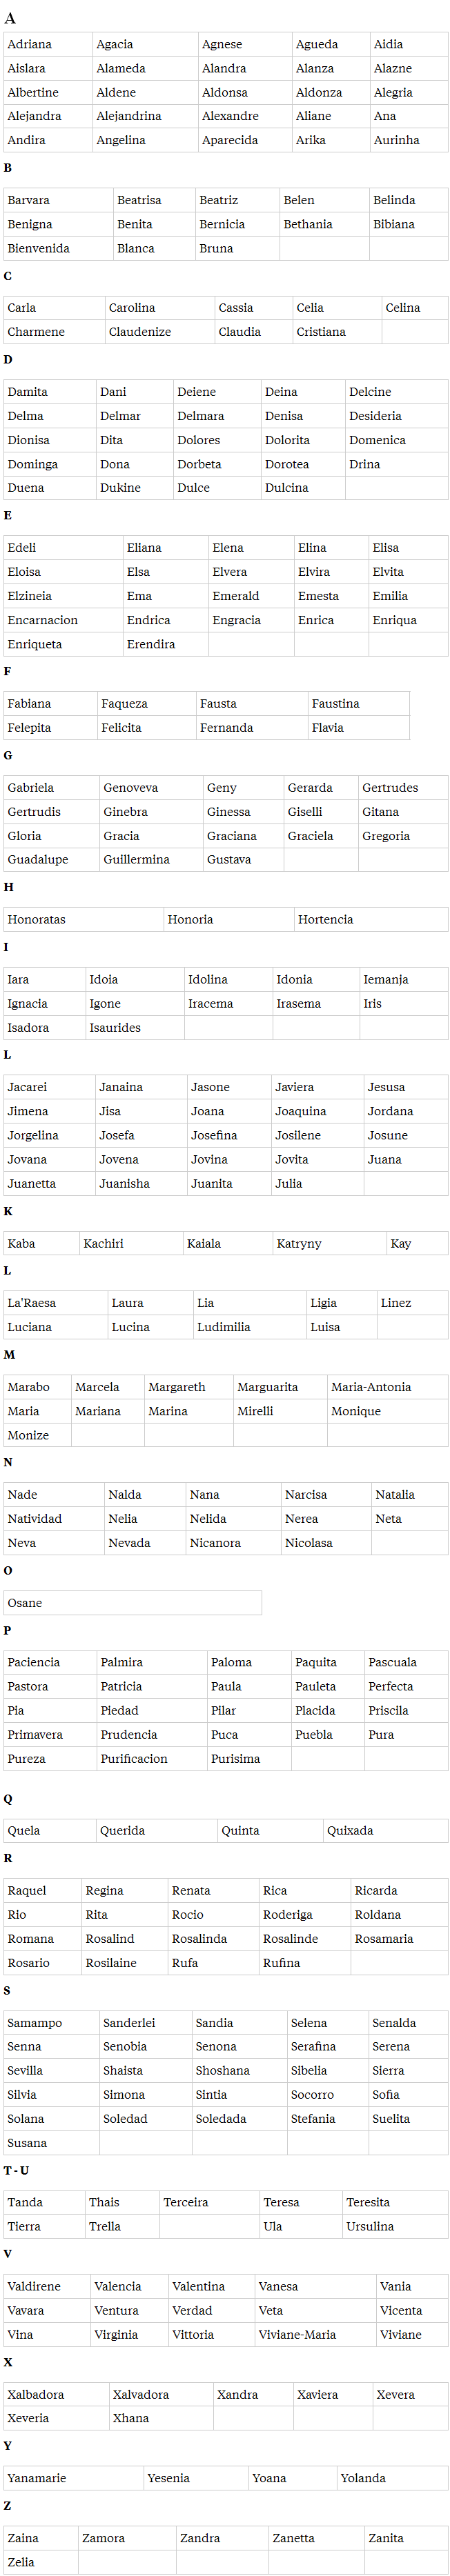 A
Adriana Agacia Agnese Agueda Aidia
Aislara Alameda Alandra Alanza Alazne
Albertine Aldene Aldonsa Aldonza Alegria
Alejandra Alejandrina Alexandre Aliane Ana
Andira Angelina Aparecida Arika Aurinha
B
Barvara Beatrisa Beatriz Belen Belinda
Benigna Benita Bernicia Bethania Bibiana
Bienvenida Blanca Bruna
C
Carla Carolina Cassia Celia Celina
Charmene Claudenize Claudia Cristiana
D
Damita Dani Deiene Deina Delcine
Delma Delmar Delmara Denisa Desideria
Dionisa Dita Dolores Dolorita Domenica
Dominga Dona Dorbeta Dorotea Drina
Duena Dukine Dulce Dulcina
E
Edeli Eliana Elena Elina Elisa
Eloisa Elsa Elvera Elvira Elvita
Elzineia Ema Emerald Emesta Emilia
Encarnacion Endrica Engracia Enrica Enriqua
Enriqueta Erendira
F
Fabiana Faqueza Fausta Faustina
Felepita Felicita Fernanda Flavia
G
Gabriela Genoveva Geny Gerarda Gertrudes
Gertrudis Ginebra Ginessa Giselli Gitana
Gloria Gracia Graciana Graciela Gregoria
Guadalupe Guillermina Gustava
H
Honoratas Honoria Hortencia
I
Iara Idoia Idolina Idonia Iemanja
Ignacia Igone Iracema Irasema Iris
Isadora Isaurides
L
Jacarei Janaina Jasone Javiera Jesusa
Jimena Jisa Joana Joaquina Jordana
Jorgelina Josefa Josefina Josilene Josune
Jovana Jovena Jovina Jovita Juana
Juanetta Juanisha Juanita Julia
K
Kaba Kachiri Kaiala Katryny Kay
L
La'Raesa Laura Lia Ligia Linez
Luciana Lucina Ludimilia Luisa
M
Marabo Marcela Margareth Marguarita Maria-Antonia
Maria Mariana Marina Mirelli Monique
Monize
N
Nade Nalda Nana Narcisa Natalia
Natividad Nelia Nelida Nerea Neta
Neva Nevada Nicanora Nicolasa
O
Osane
P
Paciencia Palmira Paloma Paquita Pascuala
Pastora Patricia Paula Pauleta Perfecta
Pia Piedad Pilar Placida Priscila
Primavera Prudencia Puca Puebla Pura
Pureza Purificacion Purisima
Q
Quela Querida Quinta Quixada
R
Raquel Regina Renata Rica Ricarda
Rio Rita Rocio Roderiga Roldana
Romana Rosalind Rosalinda Rosalinde Rosamaria
Rosario Rosilaine Rufa Rufina
S
Samampo Sanderlei Sandia Selena Senalda
Senna Senobia Senona Serafina Serena
Sevilla Shaista Shoshana Sibelia Sierra
Silvia Simona Sintia Socorro Sofia
Solana Soledad Soledada Stefania Suelita
Susana
T - U
Tanda Thais Terceira Teresa Teresita
Tierra Trella Ula Ursulina
V
Valdirene Valencia Valentina Vanesa Vania
Vavara Ventura Verdad Veta Vicenta
Vina Virginia Vittoria Viviane-Maria Viviane
X
Xalbadora Xalvadora Xandra Xaviera Xevera
Xeveria Xhana
Y
Yanamarie Yesenia Yoana Yolanda
Z
Zaina Zamora Zandra Zanetta Zanita
Zelia